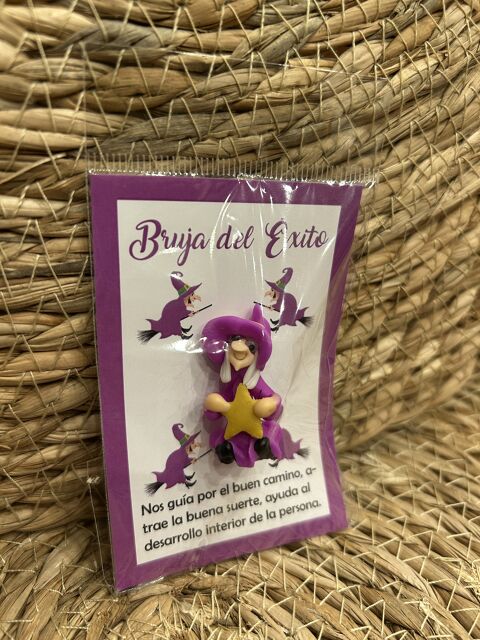 Bruja del Éxito
Nos guía por el buen camino, a-
trae la buena suerte, ayuda al
desarrollo interior de la persona.